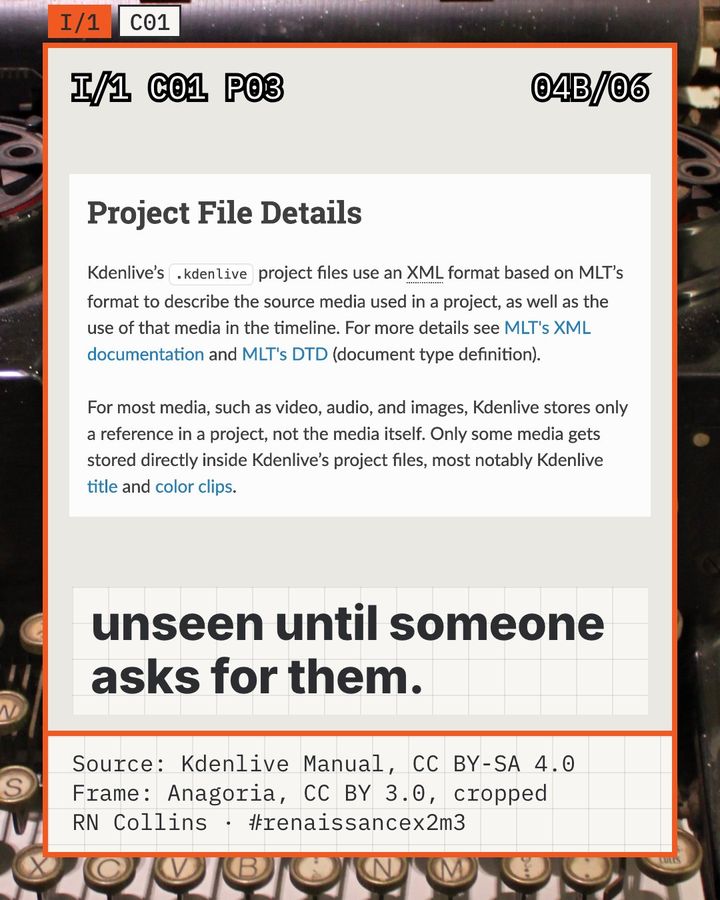 I/1 C01
I/1 C01 P03 04B/06
Project File Details
Kdenlive’s .kdenlive project files use an XML format based on MLT’s
format to describe the source media used in a project, as well as the
use of that media in the timeline. For more details see MLT's XML
documentation and MLT's DTD (document type definition).
For most media, such as video, audio, and images, Kdenlive stores only
a reference in a project, not the media itself. Only some media gets
stored directly inside Kdenlive’s project files, most notably Kdenlive
title and color clips.
unseen until someone
asks for them.
Source: Kdenlive Manual, CC BY-SA 4.0
Frame: Anagoria, CC BY 3.0, cropped
RN Collins · #renaissancex2m3
W
S
X C V B N M